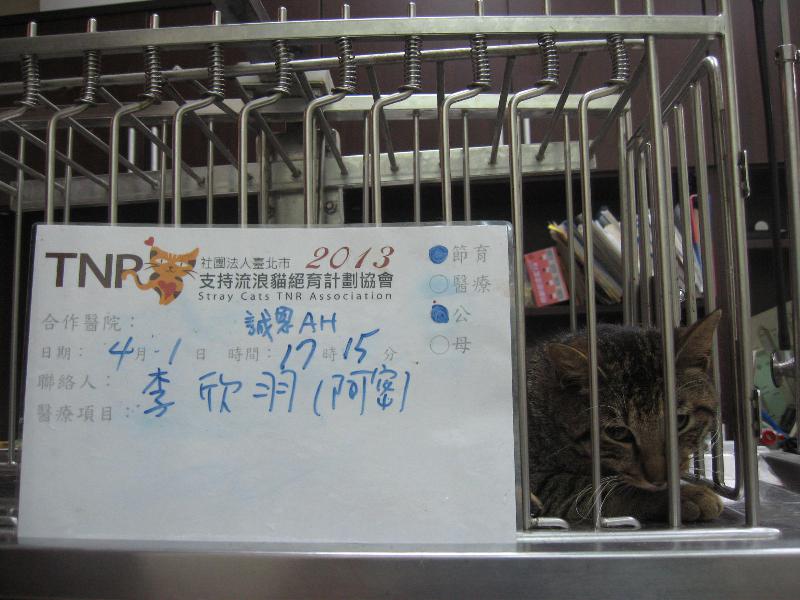 TNR 社團法人臺北市 2013
支持流浪貓絕育計劃協會
Stray Cats TNR Association
節育
醫療
公
母
合作醫院： 誠恩AH
日期： 4月 1 日 時間： 17時 15分
聯絡人： 李欣羽(阿密)
醫療項目：